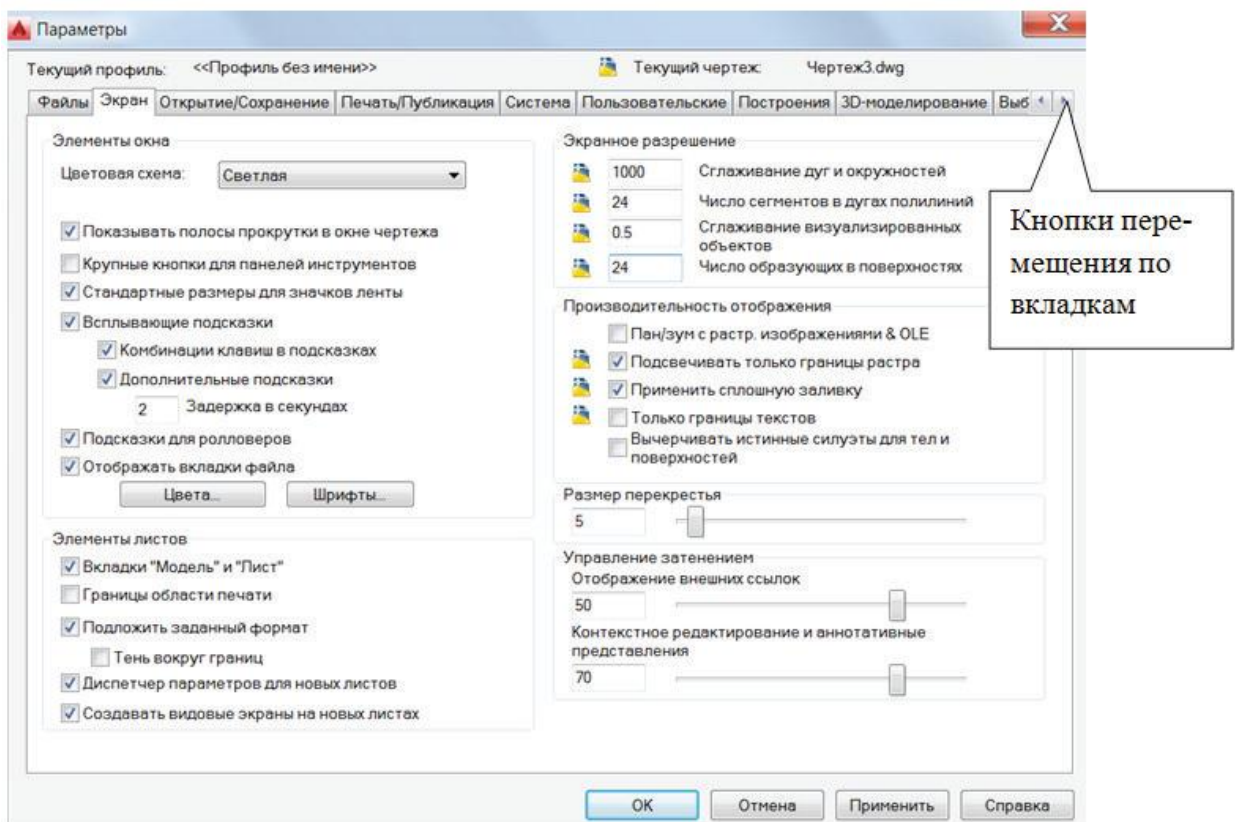 Параметры
Текущий профиль: <<Профиль без имени>> Текущий чертеж: Чертеж3.dwg
Файлы Экран Открытие/Сохранение Печать/Публикация Система Пользовательские Построения 3D-моделирование Выб
Элементы окна
Цветовая схема: Светлая
Показывать полосы прокрутки в окне чертежа
Крупные кнопки для панелей инструментов
Стандартные размеры для значков ленты
Всплывающие подсказки
Комбинации клавиш в подсказках
Дополнительные подсказки
2 Задержка в секундах
Подсказки для ролловеров
Отображать вкладки файла
Цвета... Шрифты...
Элементы листов
Вкладки "Модель" и "Лист"
Границы области печати
Подложить заданный формат
Тень вокруг границ
Диспетчер параметров для новых листов
Создавать видовые экраны на новых листах
Экранное разрешение
1000 Сглаживание дуг и окружностей
24 Число сегментов в дугах полилиний
0.5 Сглаживание визуализированных
объектов
24 Число образующих в поверхностях
Производительность отображения
Пан/зум с растр. изображениями & OLE
Подсвечивать только границы растра
Применить сплошную заливку
Только границы текстов
Вычерчивать истинные силуэты для тел и
поверхностей
Размер перекрестья
5
Управление затенением
Отображение внешних ссылок
50
Контекстное редактирование и аннотативные
представления
70
Кнопки пере-
мещения по
вкладкам
OK Отмена Применить Справка